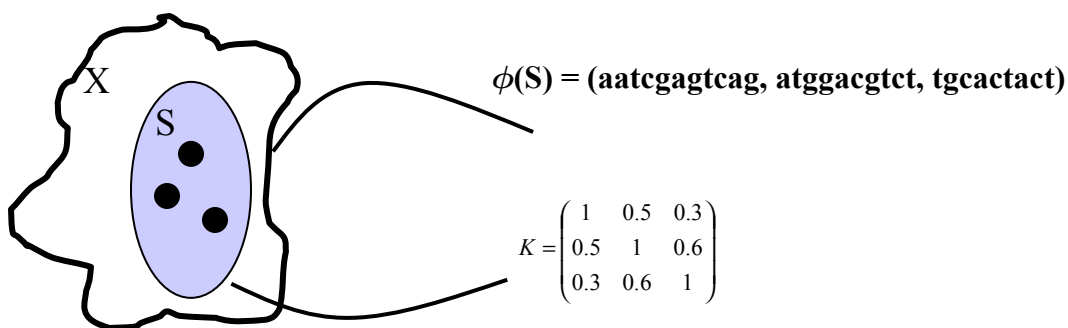 X
S
ϕ(S) = (aatcgagtcag, atggacgtct, tgcactact)
1 0.5 0.3
K = 0.5 1 0.6
0.3 0.6 1